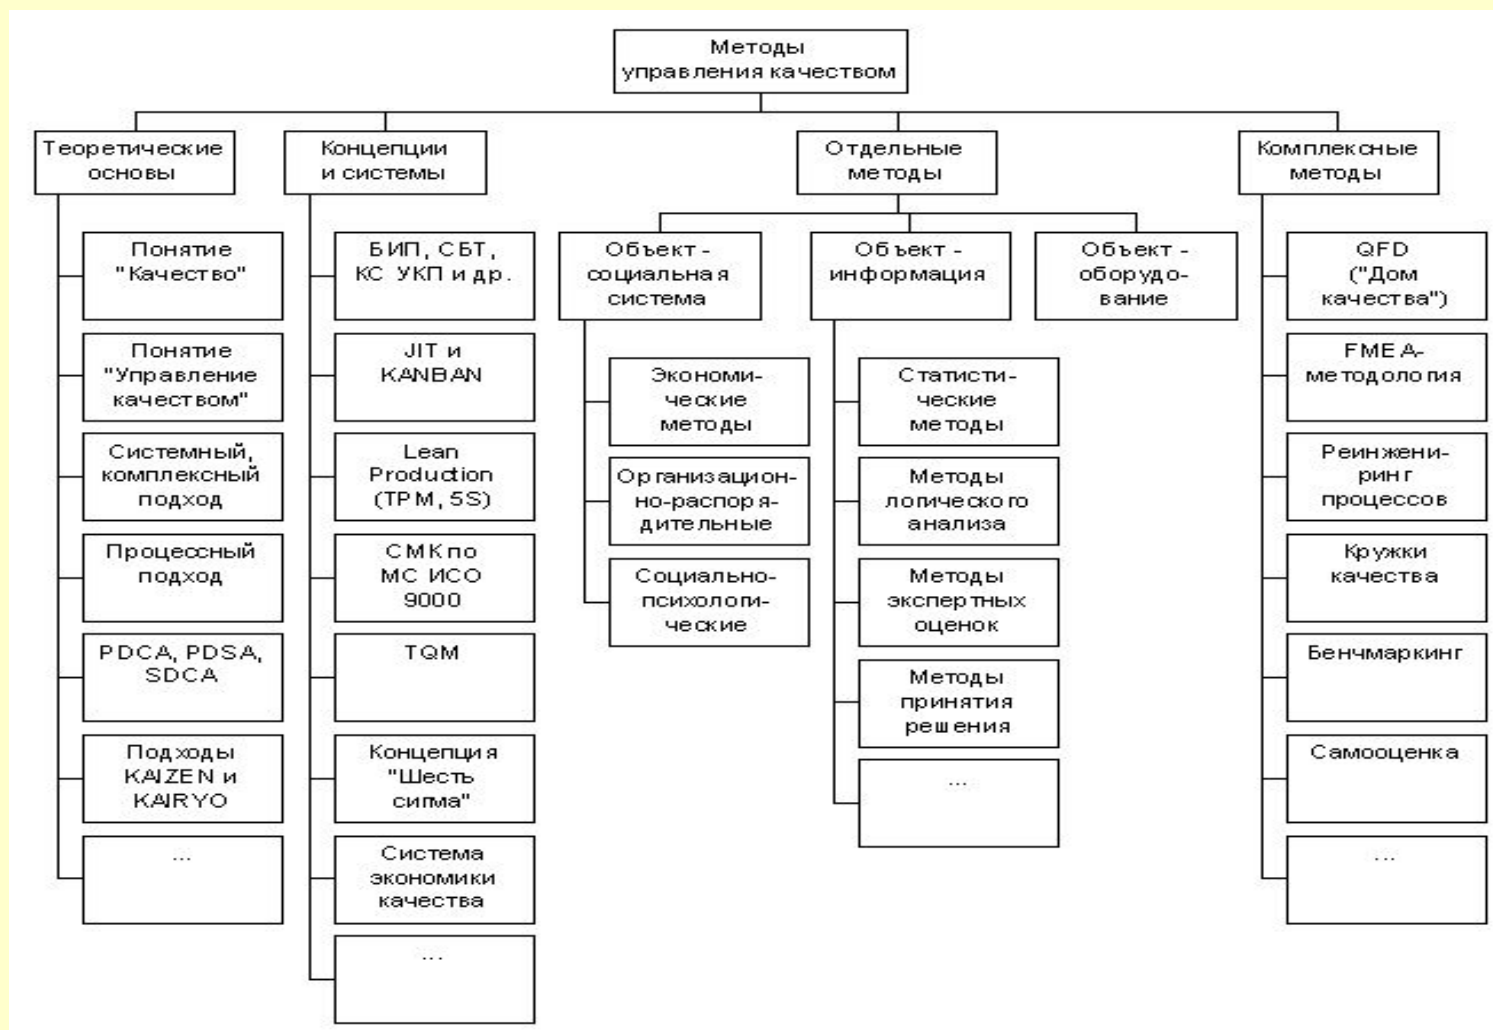 Методы
управления качеством
Теоретические
основы
Концепции
и системы
Отдельные
методы
Комплексные
методы
Понятие
"Качество"
Понятие
"Управление
качеством"
Системный,
комплексный
подход
Процессный
подход
PDCA, PDSA,
SDCA
Подходы
KAIZEN и
KAIRYO
...
БИП, СБТ,
КС УКП и др.
JIT и
KANBAN
Lean
Production
(TPM, 5S)
СМК по
МС ИСО
9000
TQM
Концепция
"Шесть
сигма"
Система
экономики
качества
...
Объект -
социальная
система
Экономи-
ческие
методы
Организацион-
но-распоря-
дительные
Социально-
психологи-
ческие
Объект -
информация
Статисти-
ческие
методы
Методы
логического
анализа
Методы
экспертных
оценок
Методы
принятия
решения
...
Объект -
оборудо-
вание
QFD
("Дом
качества")
FMEA-
методология
Реинжени-
ринг
процессов
Кружки
качества
Бенчмаркинг
Самооценка
...